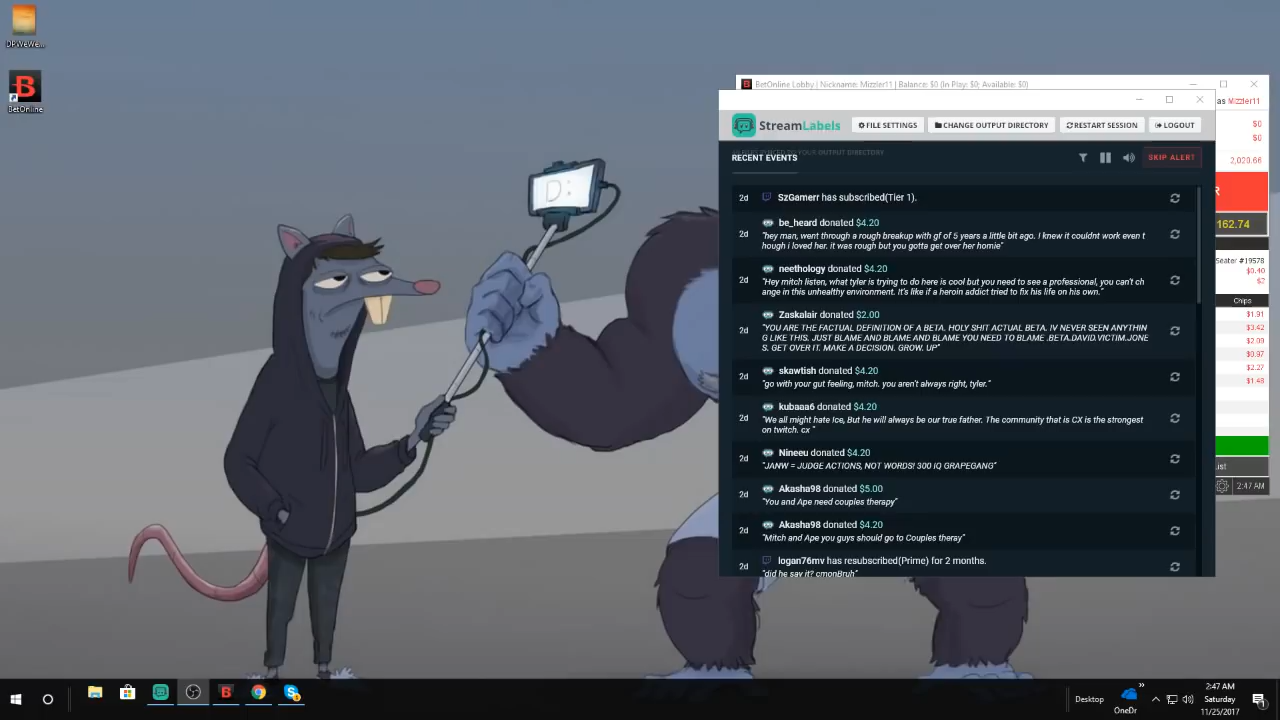 DPWeWe...
BetOnline
D:
BetOnline Lobby | Nickname: Mizzler11 | Balance: $0 (In Play: $0; Available: $0)
as Mizzler11
$0
$0
2,020.66
R
162.74
Seater #19578
$0.40
$2
Chips
$1.91
$3.42
$2.09
$0.97
$2.27
$1.48
2:47 AM
StreamLabels
FILE SETTINGS
CHANGE OUTPUT DIRECTORY
RESTART SESSION
LOGOUT
RECENT EVENTS
SKIP ALERT
2d SzGamerr has subscribed(Tier 1).
2d be_heard donated $4.20
"hey man, went through a rough breakup with gf of 5 years a little bit ago. I knew it couldnt work even t
hough i loved her. it was rough but you gotta get over her homie"
2d neethology donated $4.20
"Hey mitch listen, what tyler is trying to do here is cool but you need to see a professional, you can't ch
ange in this unhealthy environment. It's like if a heroin addict tried to fix his life on his own."
2d Zaskalair donated $2.00
"YOU ARE THE FACTUAL DEFINITION OF A BETA. HOLY SHIT ACTUAL BETA. IV NEVER SEEN ANYTHIN
G LIKE THIS. JUST BLAME AND BLAME AND BLAME YOU NEED TO BLAME .BETA.DAVID.VICTIM.JONE
S. GET OVER IT. MAKE A DECISION. GROW. UP"
2d skawtish donated $4.20
"go with your gut feeling, mitch. you aren't always right, tyler."
2d kubaaa6 donated $4.20
"We all might hate Ice, But he will always be our true father. The community that is CX is the strongest
on twitch. cx "
2d Nineeu donated $4.20
"JANW = JUDGE ACTIONS, NOT WORDS! 300 IQ GRAPEGANG"
2d Akasha98 donated $5.00
"You and Ape need couples therapy"
2d Akasha98 donated $4.20
"Mitch and Ape you guys should go to Couples theray"
2d logan76mv has resubscribed(Prime) for 2 months.
"did he say it? cmonBruh"
Desktop
OneDr
2:47 AM
Saturday
11/25/2017